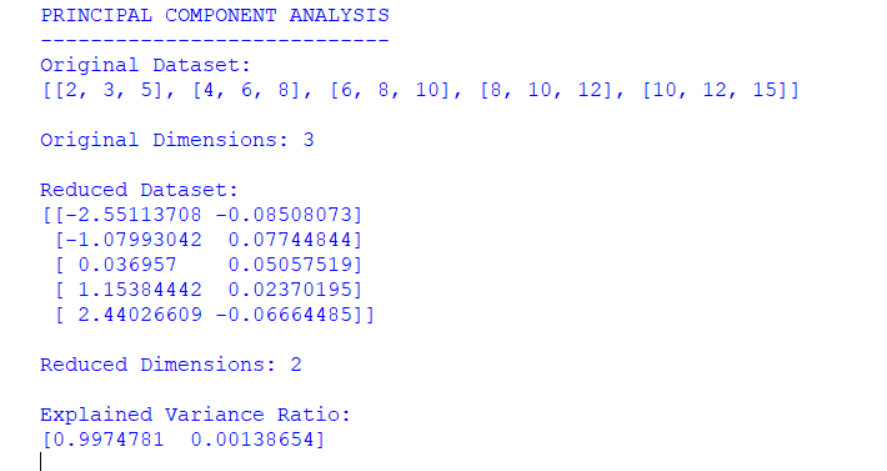 PRINCIPAL COMPONENT ANALYSIS
----------------------------
Original Dataset:
[[2, 3, 5], [4, 6, 8], [6, 8, 10], [8, 10, 12], [10, 12, 15]]
Original Dimensions: 3
Reduced Dataset:
[[-2.55113708 -0.08508073]
 [-1.07993042  0.07744844]
 [ 0.036957    0.05057519]
 [ 1.15384442  0.02370195]
 [ 2.44026609 -0.06664485]]
Reduced Dimensions: 2
Explained Variance Ratio:
[0.9974781  0.00138654]